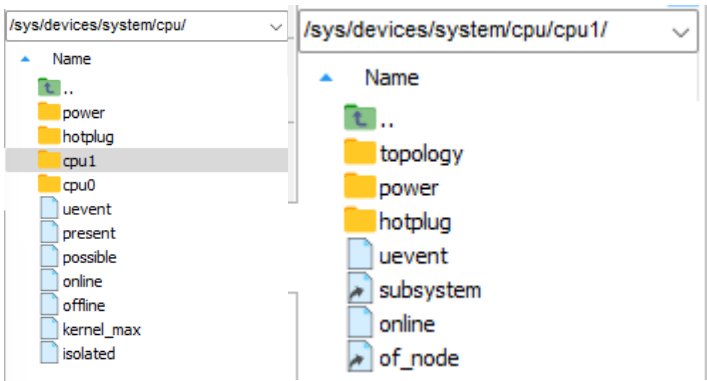 /sys/devices/system/cpu/
Name
..
power
hotplug
cpu1
cpu0
uevent
present
possible
online
offline
kernel_max
isolated
/sys/devices/system/cpu/cpu1/
Name
..
topology
power
hotplug
uevent
subsystem
online
of_node